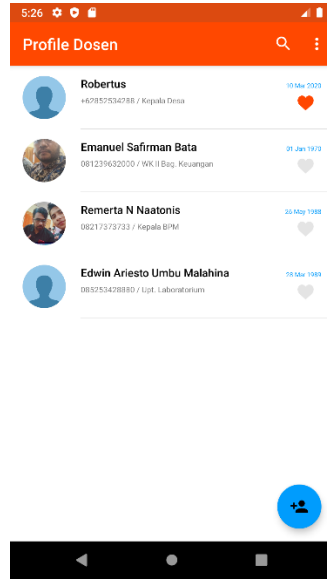 5:26
Profile Dosen
Robertus
10 Mar 2020
+6285253428B / Kepala Desa
Emanuel Safirman Bata
01 Jan 1970
081239632000 / WK.II Bag. Keuangan
Remerta N Naatonis
26 May 1988
08217373733 / Kepala BPM
Edwin Ariesto Umbu Malahina
28 Mar 1989
085253428880 / Upt. Laboratorium